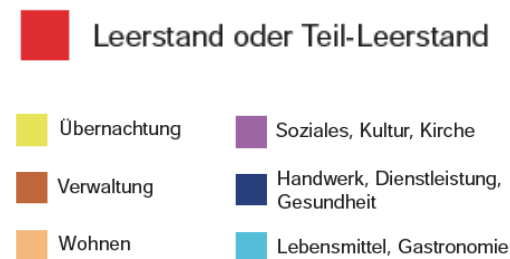 Leerstand oder Teil-Leerstand
Übernachtung
Verwaltung
Wohnen
Soziales, Kultur, Kirche
Handwerk, Dienstleistung,
Gesundheit
Lebensmittel, Gastronomie